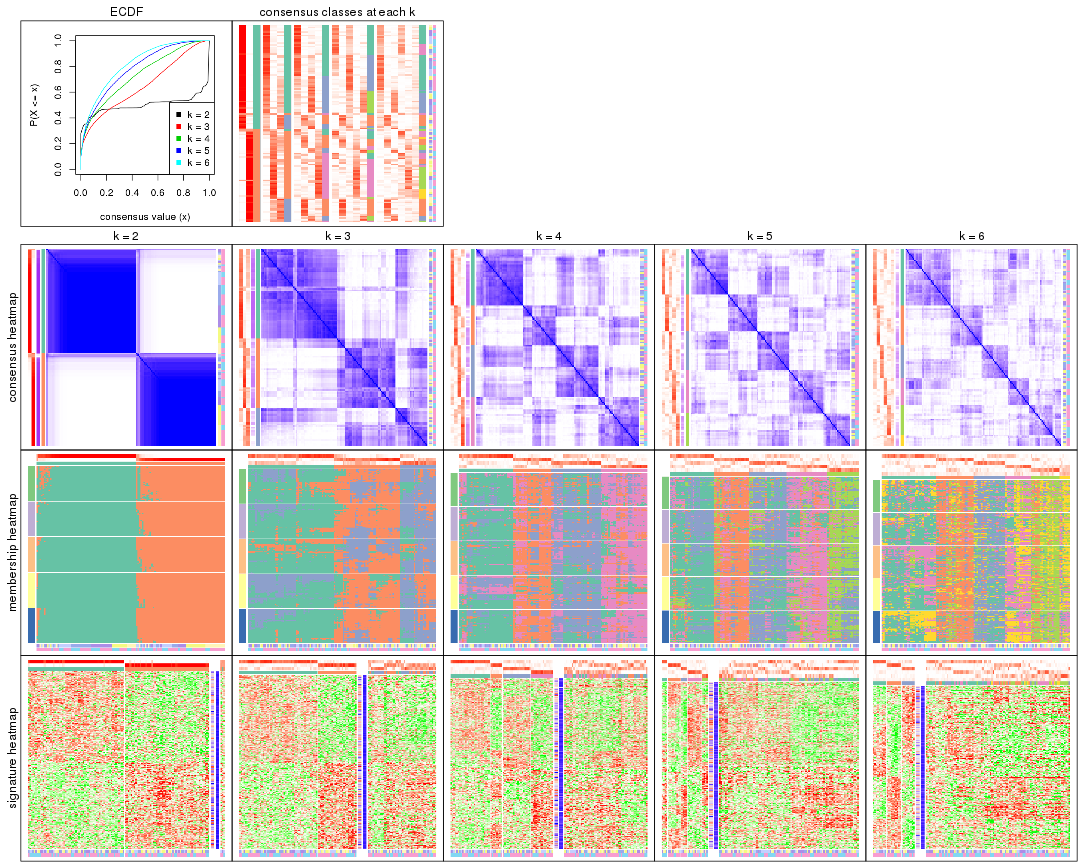 ECDF
consensus classes at each k
P(X <= x)
0.0
0.2
0.4
0.6
0.8
1.0
k = 2
k = 3
k = 4
k = 5
k = 6
0.0 0.2 0.4 0.6 0.8 1.0
consensus value (x)
k = 2
k = 3
k = 4
k = 5
k = 6
consensus heatmap
membership heatmap
signature heatmap